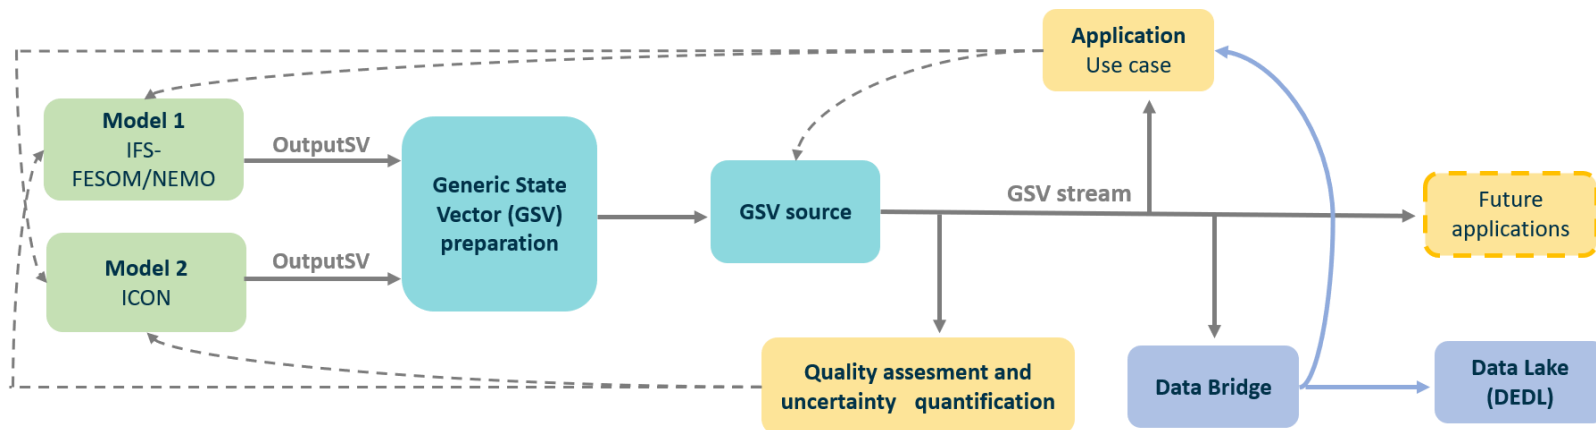 Application
Use case
Model 1
IFS-
FESOM/NEMO
OutputSV
Generic State
Vector (GSV)
preparation
GSV source
GSV stream
Future
applications
Model 2
ICON
OutputSV
Quality assesment and
uncertainty quantification
Data Bridge
Data Lake
(DEDL)